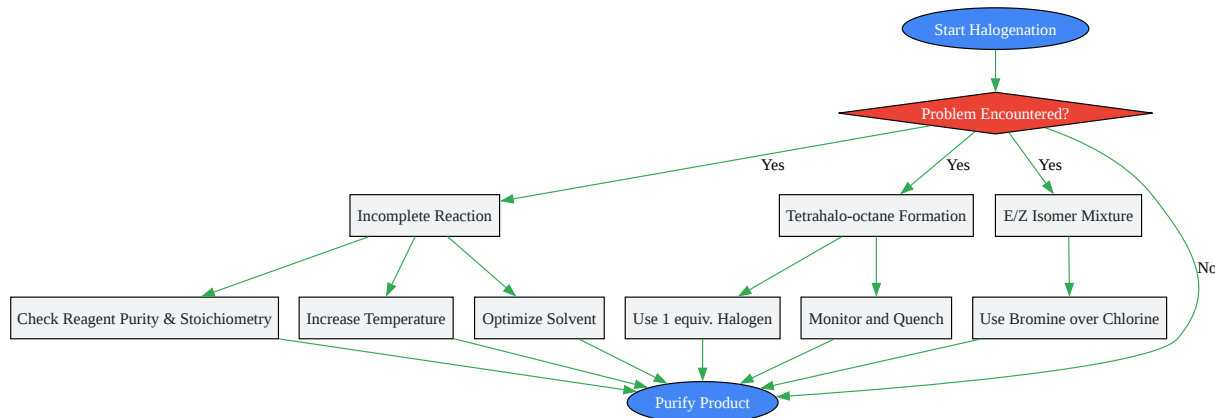 Start Halogenation
Problem Encountered?
Yes
Yes
Yes
Incomplete Reaction
Tetrahalo-octane Formation
E/Z Isomer Mixture
No
Check Reagent Purity & Stoichiometry
Increase Temperature
Optimize Solvent
Use 1 equiv. Halogen
Monitor and Quench
Use Bromine over Chlorine
Purify Product